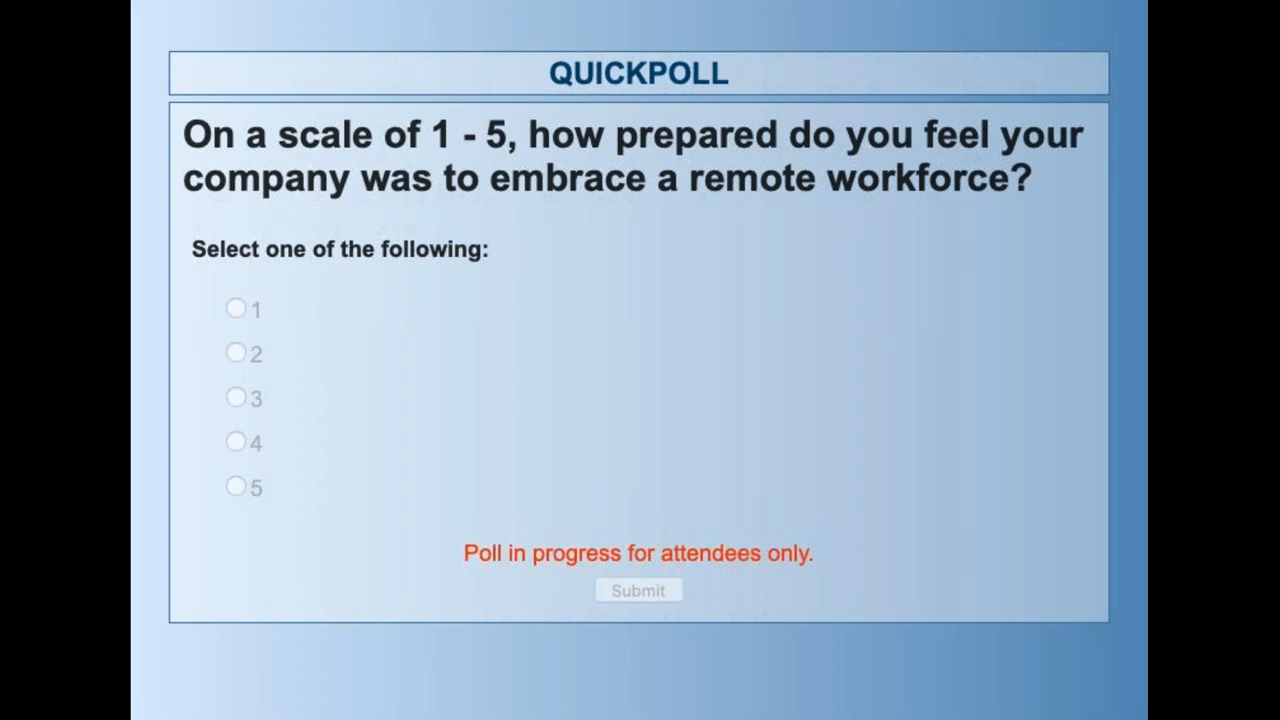 QUICKPOLL
On a scale of 1 - 5, how prepared do you feel your
company was to embrace a remote workforce?
Select one of the following:
1
2
3
4
5
Poll in progress for attendees only.
Submit